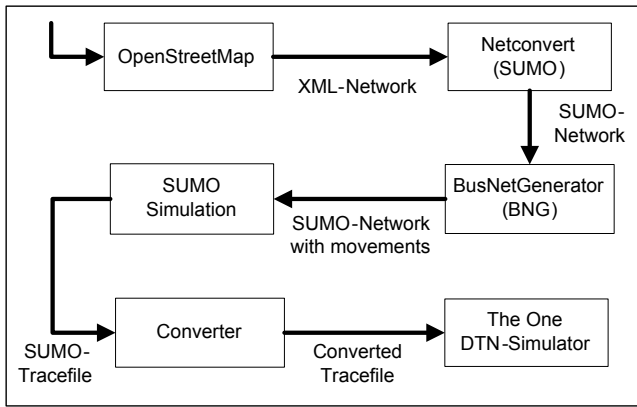 OpenStreetMap
XML-Network
Netconvert
(SUMO)
SUMO-
Network
BusNetGenerator
(BNG)
SUMO-Network
with movements
SUMO
Simulation
SUMO-
Tracefile
Converter
Converted
Tracefile
The One
DTN-Simulator